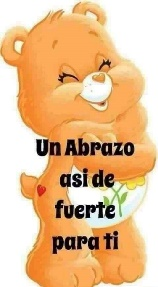 Un Abrazo
asi de
fuerte
para ti